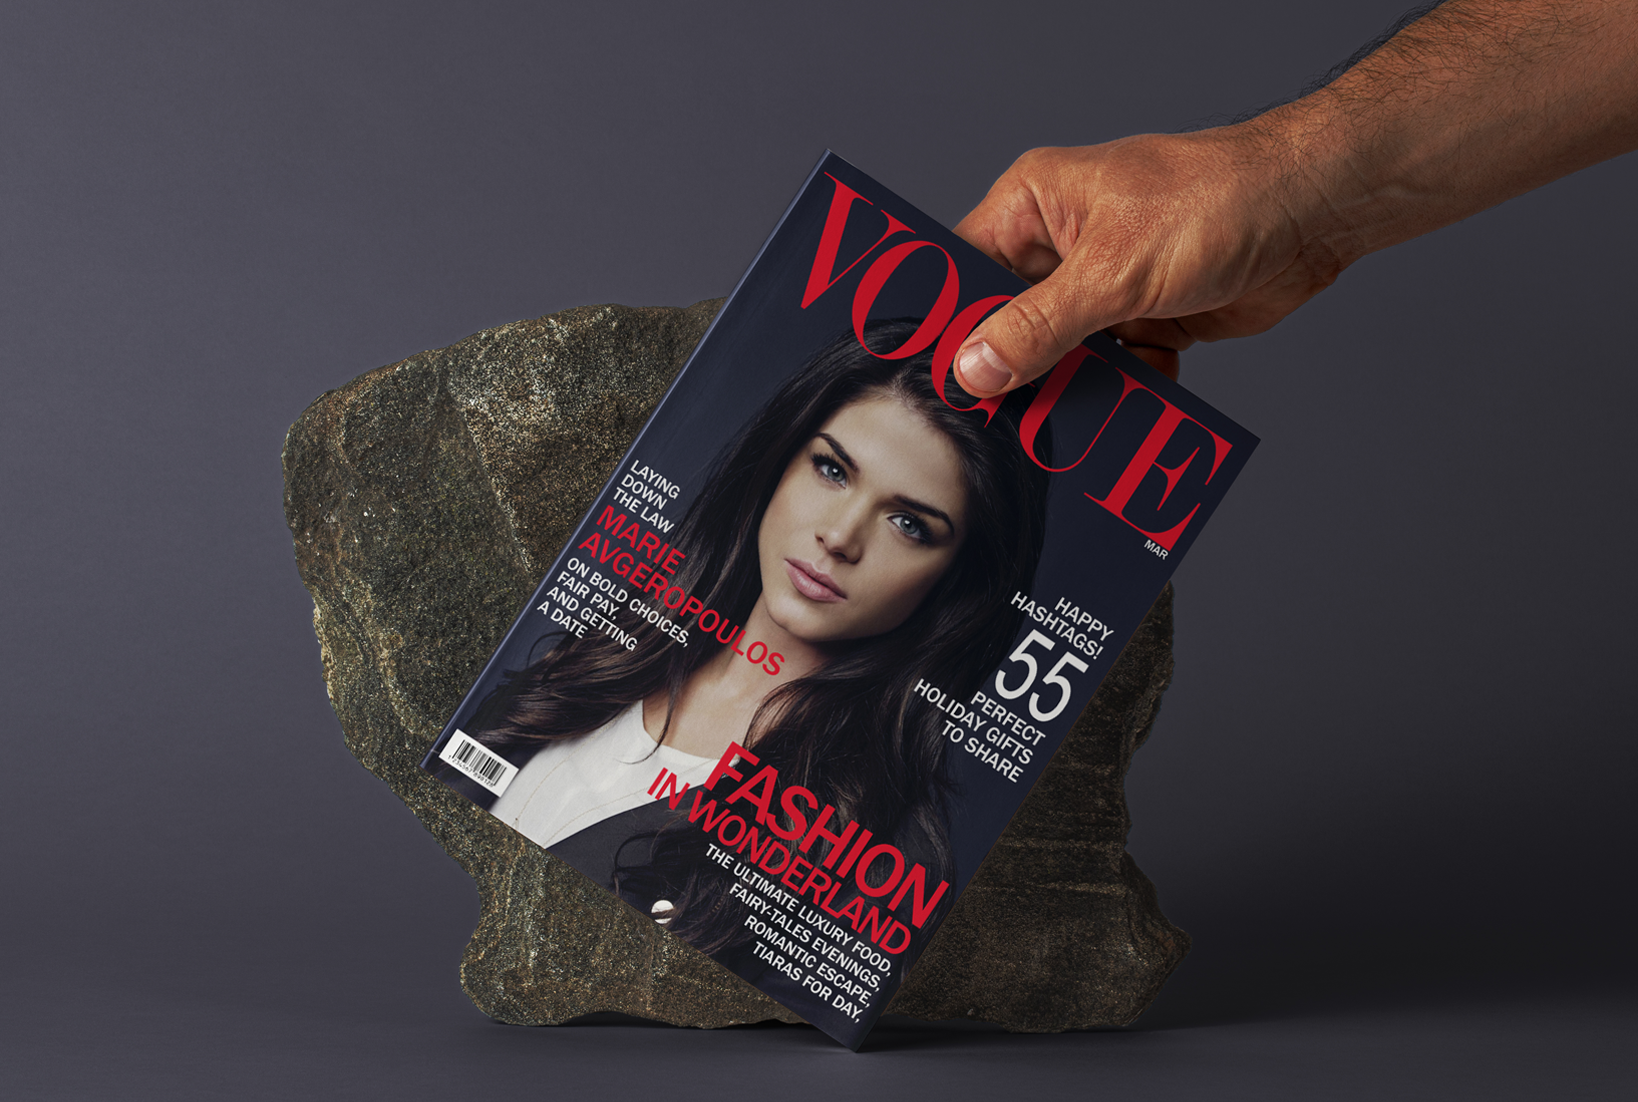 VOGUE
MAR
LAYING
DOWN
THE LAW
MARIE
AVGEROPOULOS
ON BOLD CHOICES,
FAIR PAY,
AND GETTING
A DATE
HAPPY
HASHTAGS!
55
PERFECT
HOLIDAY GIFTS
TO SHARE
FASHION
IN WONDERLAND
THE ULTIMATE LUXURY FOOD,
FAIRY-TALES EVENINGS,
ROMANTIC ESCAPE,
TIARAS FOR DAY,